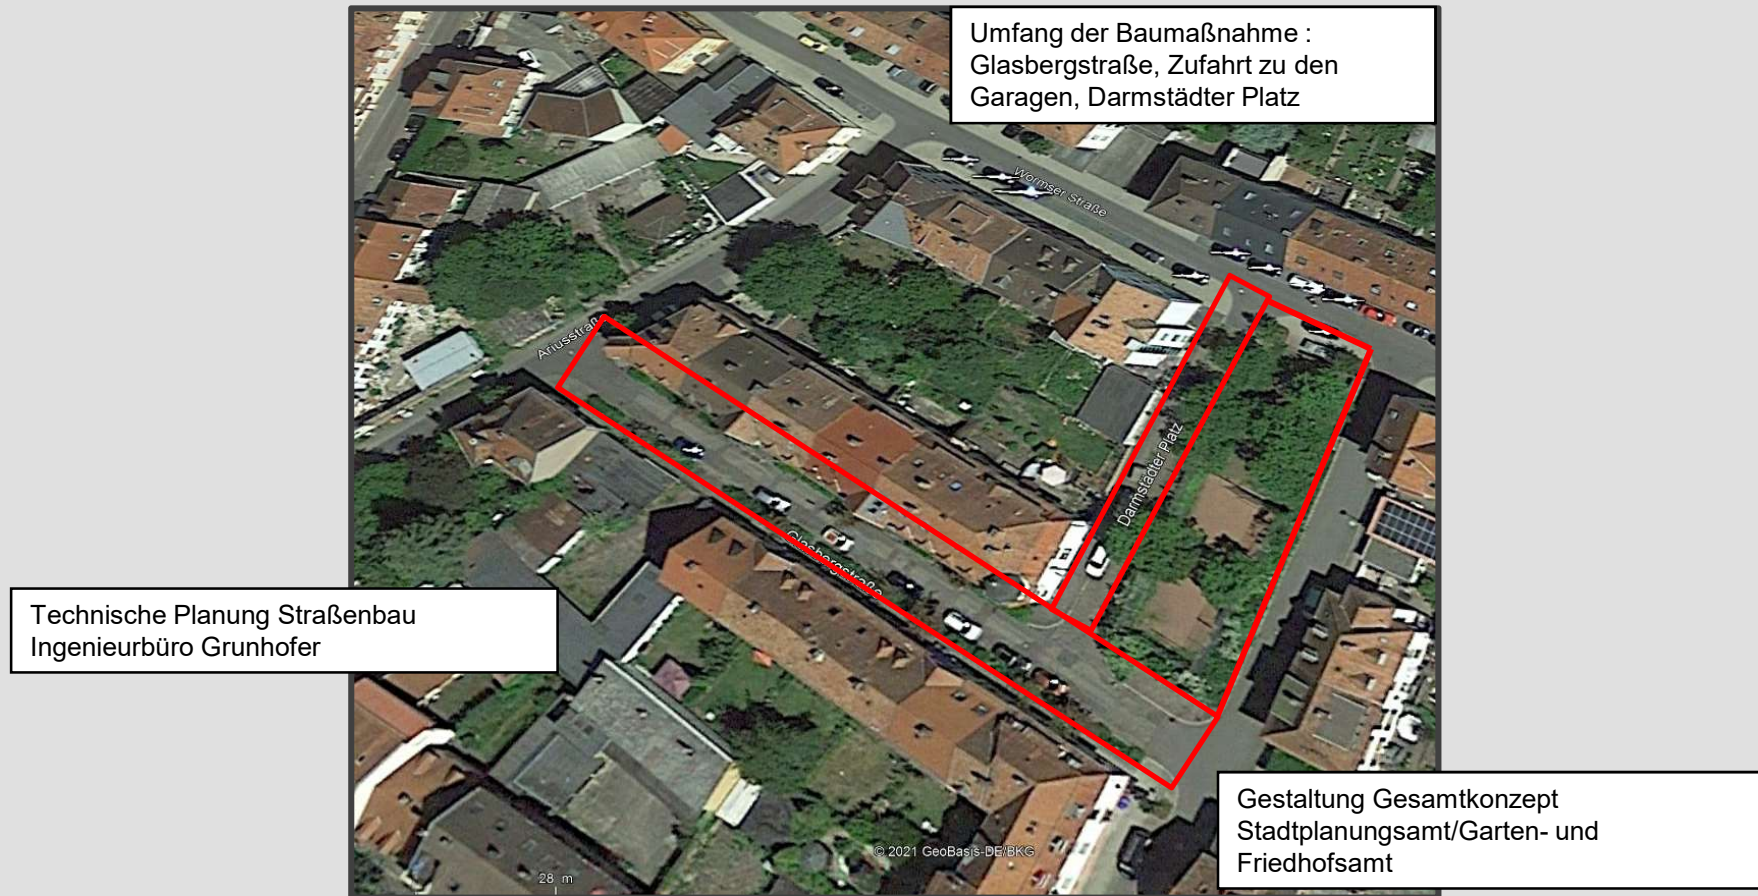 Umfang der Baumaßnahme :
Glasbergstraße, Zufahrt zu den
Garagen, Darmstädter Platz
Wormser Straße
Ariusstraß
Darmstädter Platz
Glasbergstraße
Technische Planung Straßenbau
Ingenieurbüro Grunhofer
Gestaltung Gesamtkonzept
Stadtplanungsamt/Garten- und
Friedhofsamt
© 2021 GeoBasis-DE/BKG
28 m